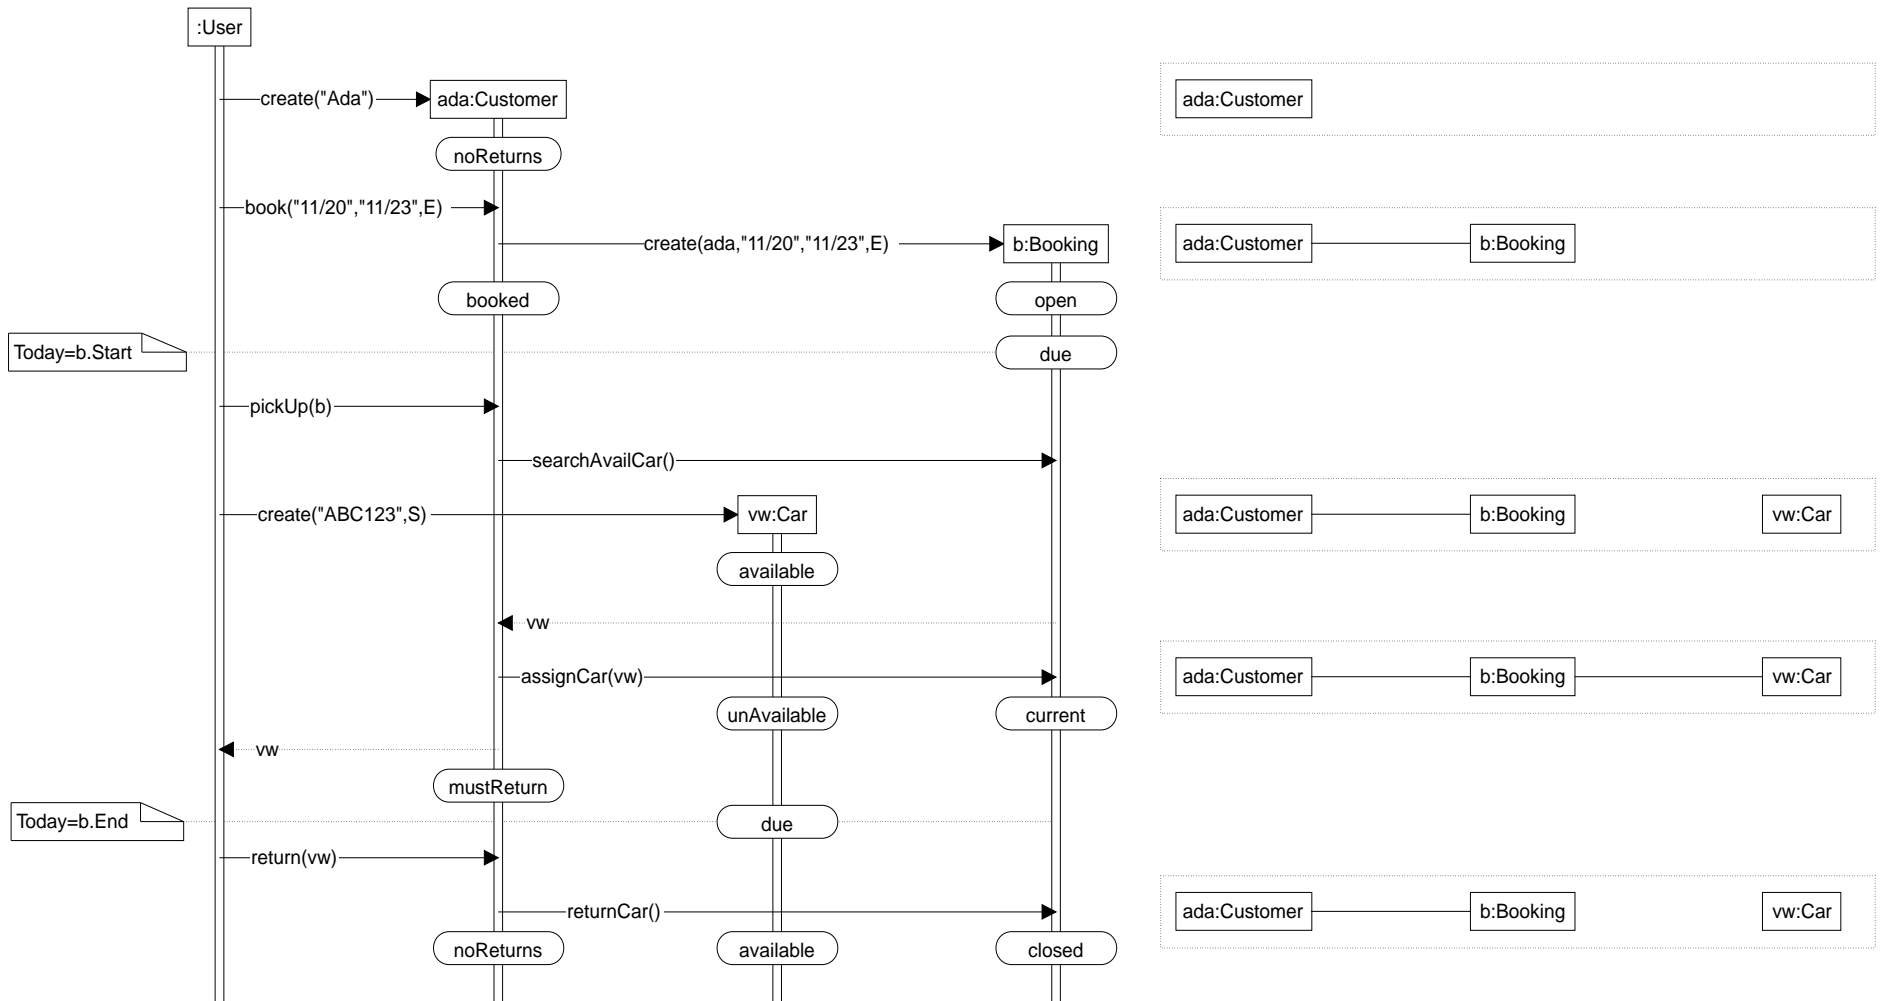 :User
create("Ada")
ada:Customer
ada:Customer
noReturns
book("11/20","11/23",E)
create(ada,"11/20","11/23",E)
b:Booking
ada:Customer
b:Booking
booked
open
Today=b.Start
due
pickUp(b)
searchAvailCar()
create("ABC123",S)
vw:Car
ada:Customer
b:Booking
vw:Car
available
vw
assignCar(vw)
ada:Customer
b:Booking
vw:Car
unAvailable
current
vw
mustReturn
Today=b.End
due
return(vw)
returnCar()
ada:Customer
b:Booking
vw:Car
noReturns
available
closed